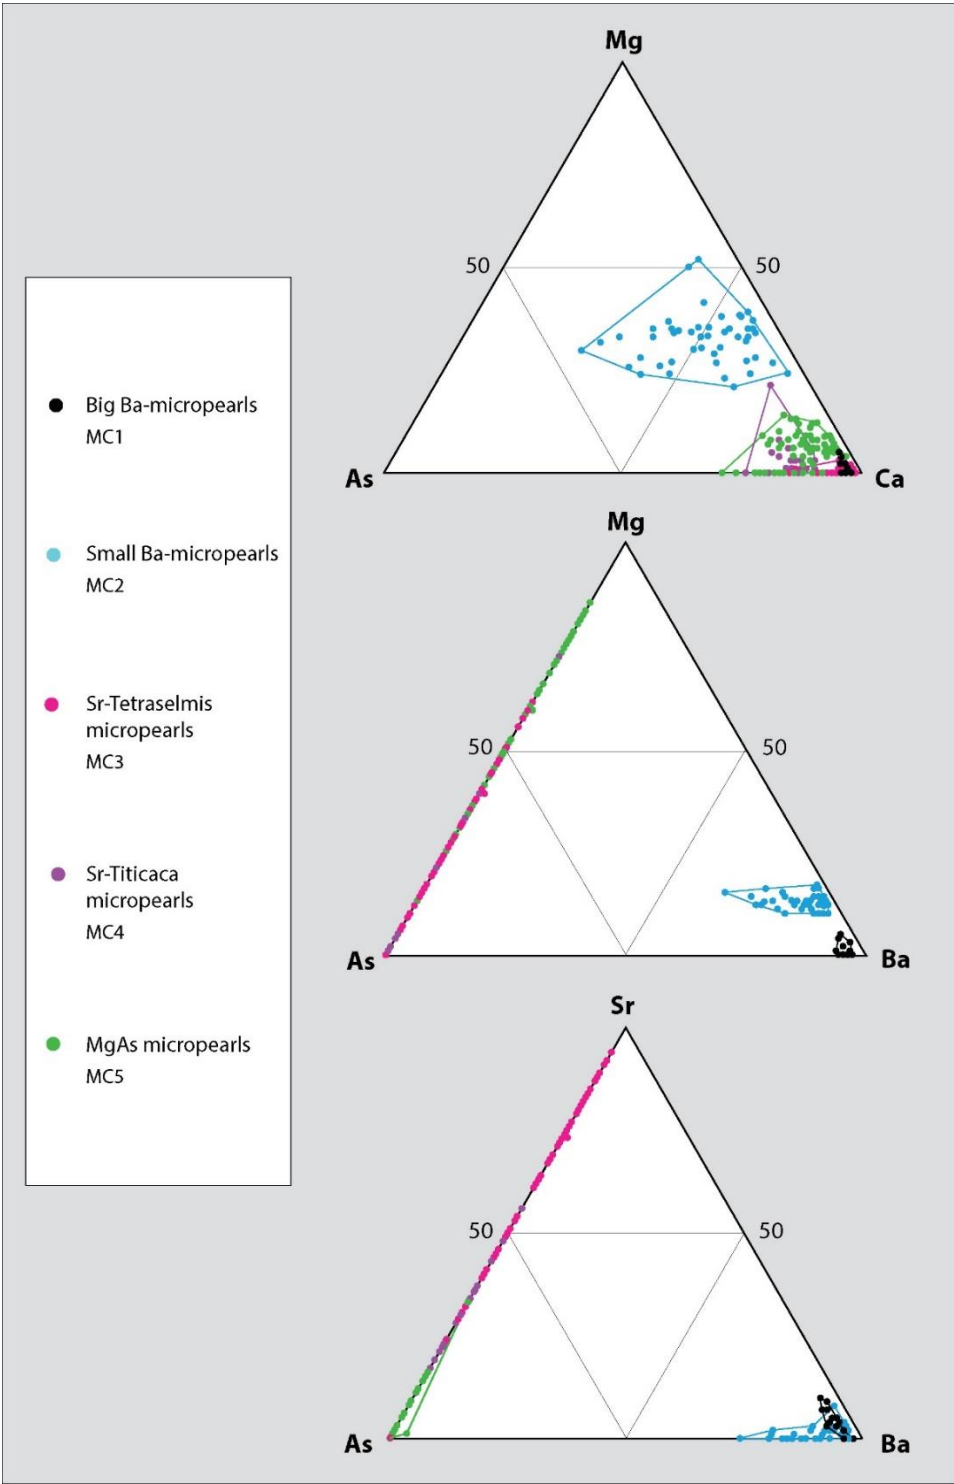 Mg
50
50
As
Ca
Big Ba-micropearls
MC1
Small Ba-micropearls
MC2
Sr-Tetraselmis
micropearls
MC3
Sr-Titicaca
micropearls
MC4
MgAs micropearls
MC5
Mg
50
50
As
Ba
Sr
50
50
As
Ba